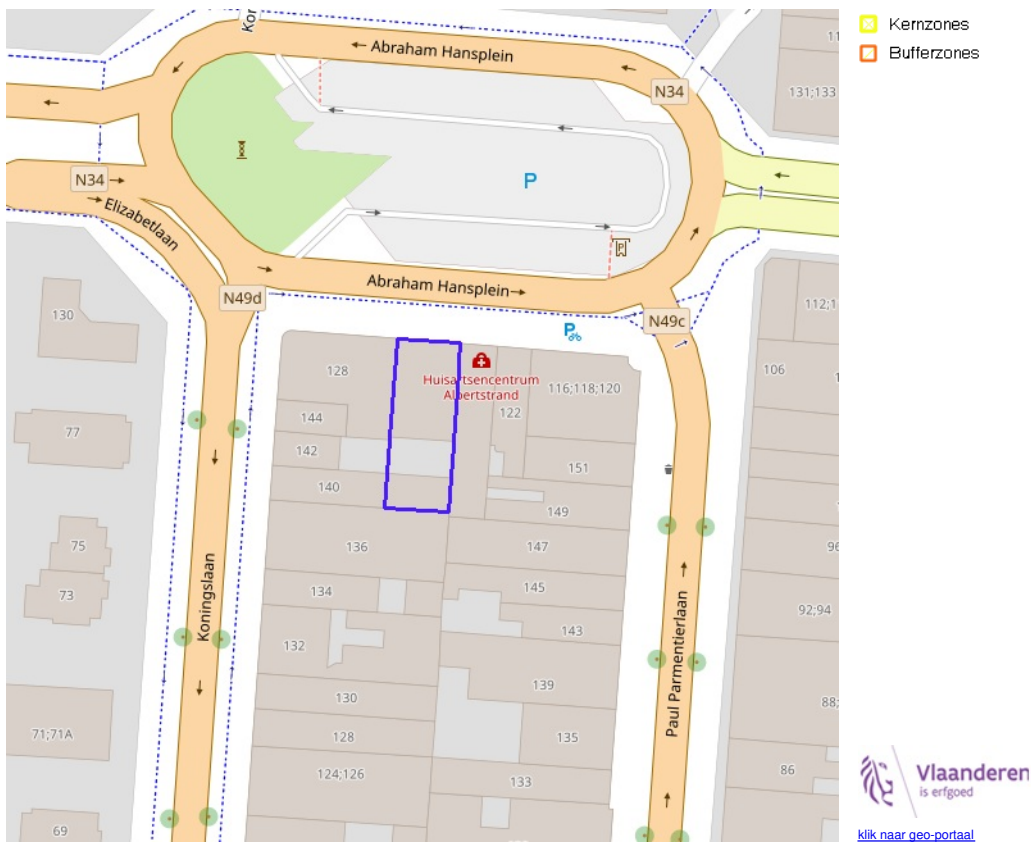 Kernzones
Bufferzones
Kor
Abraham Hansplein
11
131;133
N34
P
N34
Elizabetlaan
P
Abraham Hansplein
N49d
N49c
P
112;1
130
128
Huisartsencentrum
Albertstrand
116;118;120
106
144
122
77
142
151
140
149
75
136
147
96
73
134
145
92;94
Koningslaan
143
132
Paul Parmentierlaan
139
130
88;
71;71A
128
135
124;126
133
86
69
Vlaanderen
is erfgoed
klik naar geo-portaal